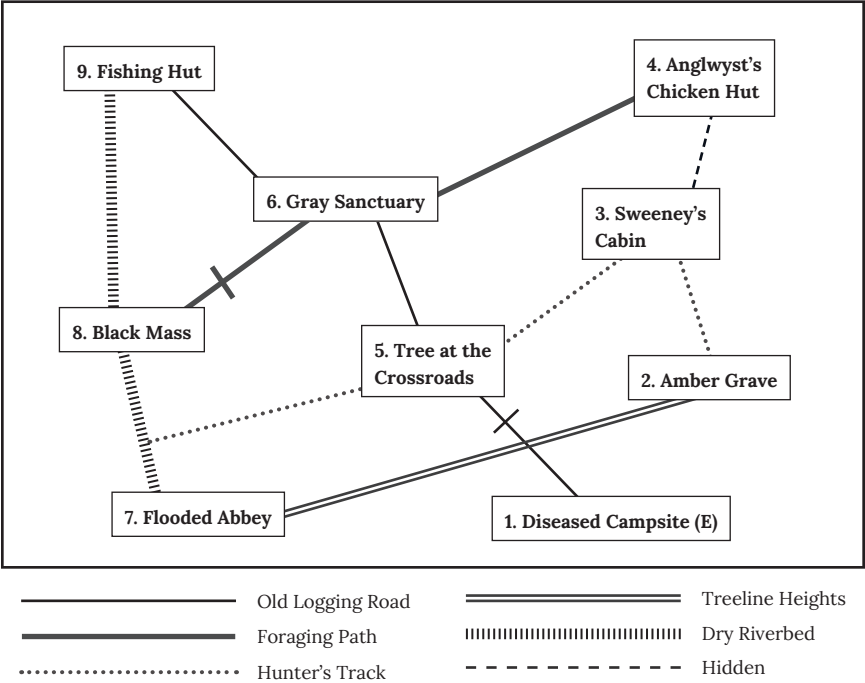 9. Fishing Hut
4. Anglwyst's
Chicken Hut
6. Gray Sanctuary
3. Sweeney's
Cabin
8. Black Mass
5. Tree at the
Crossroads
2. Amber Grave
7. Flooded Abbey
1. Diseased Campsite (E)
Old Logging Road
Foraging Path
Hunter's Track
Treeline Heights
Dry Riverbed
Hidden